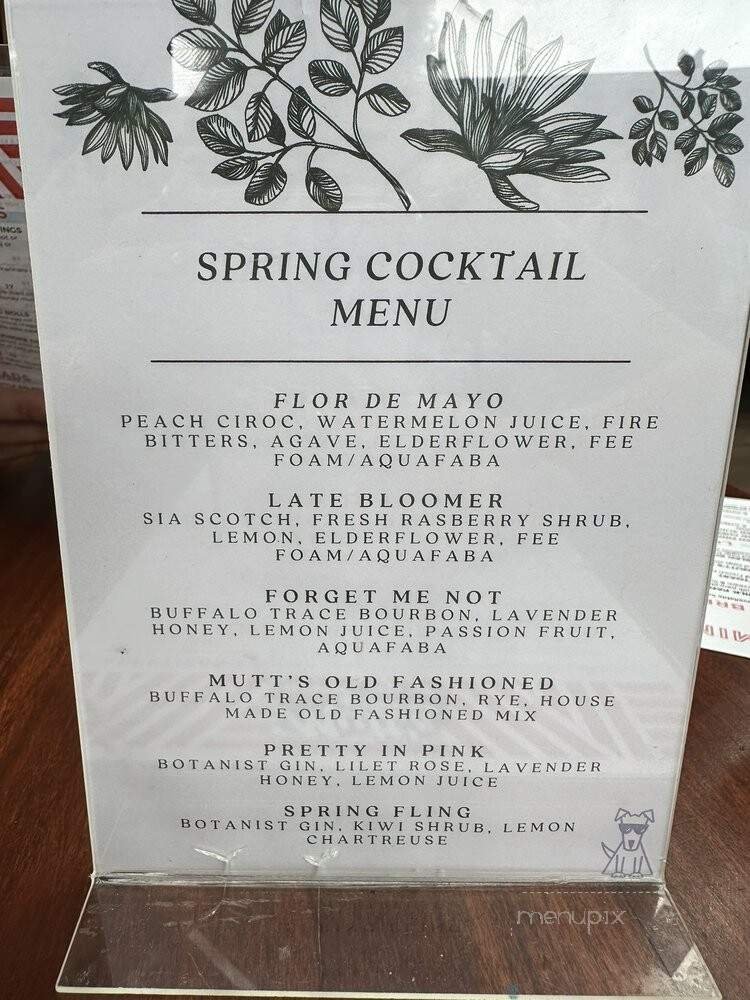 SPRING COCKTAIL
MENU
FLOR DE MAYO
PEACH CIROC, WATERMELON JUICE, FIRE
BITTERS, AGAVE, ELDERFLOWER, FEE
FOAM/AQUAFABA
LATE BLOOMER
SIA SCOTCH, FRESH RASBERRY SHRUB,
LEMON, ELDERFLOWER, FEE
FOAM/AQUAFABA
FORGET ME NOT
BUFFALO TRACE BOURBON, LAVENDER
HONEY, LEMON JUICE, PASSION FRUIT,
AQUAFABA
MUTT'S OLD FASHIONED
BUFFALO TRACE BOURBON, RYE, HOUSE
MADE OLD FASHIONED MIX
PRETTY IN PINK
BOTANIST GIN, LILET ROSE, LAVENDER
HONEY, LEMON JUICE
SPRING FLING
BOTANIST GIN, KIWI SHRUB, LEMON
CHARTREUSE
menupix